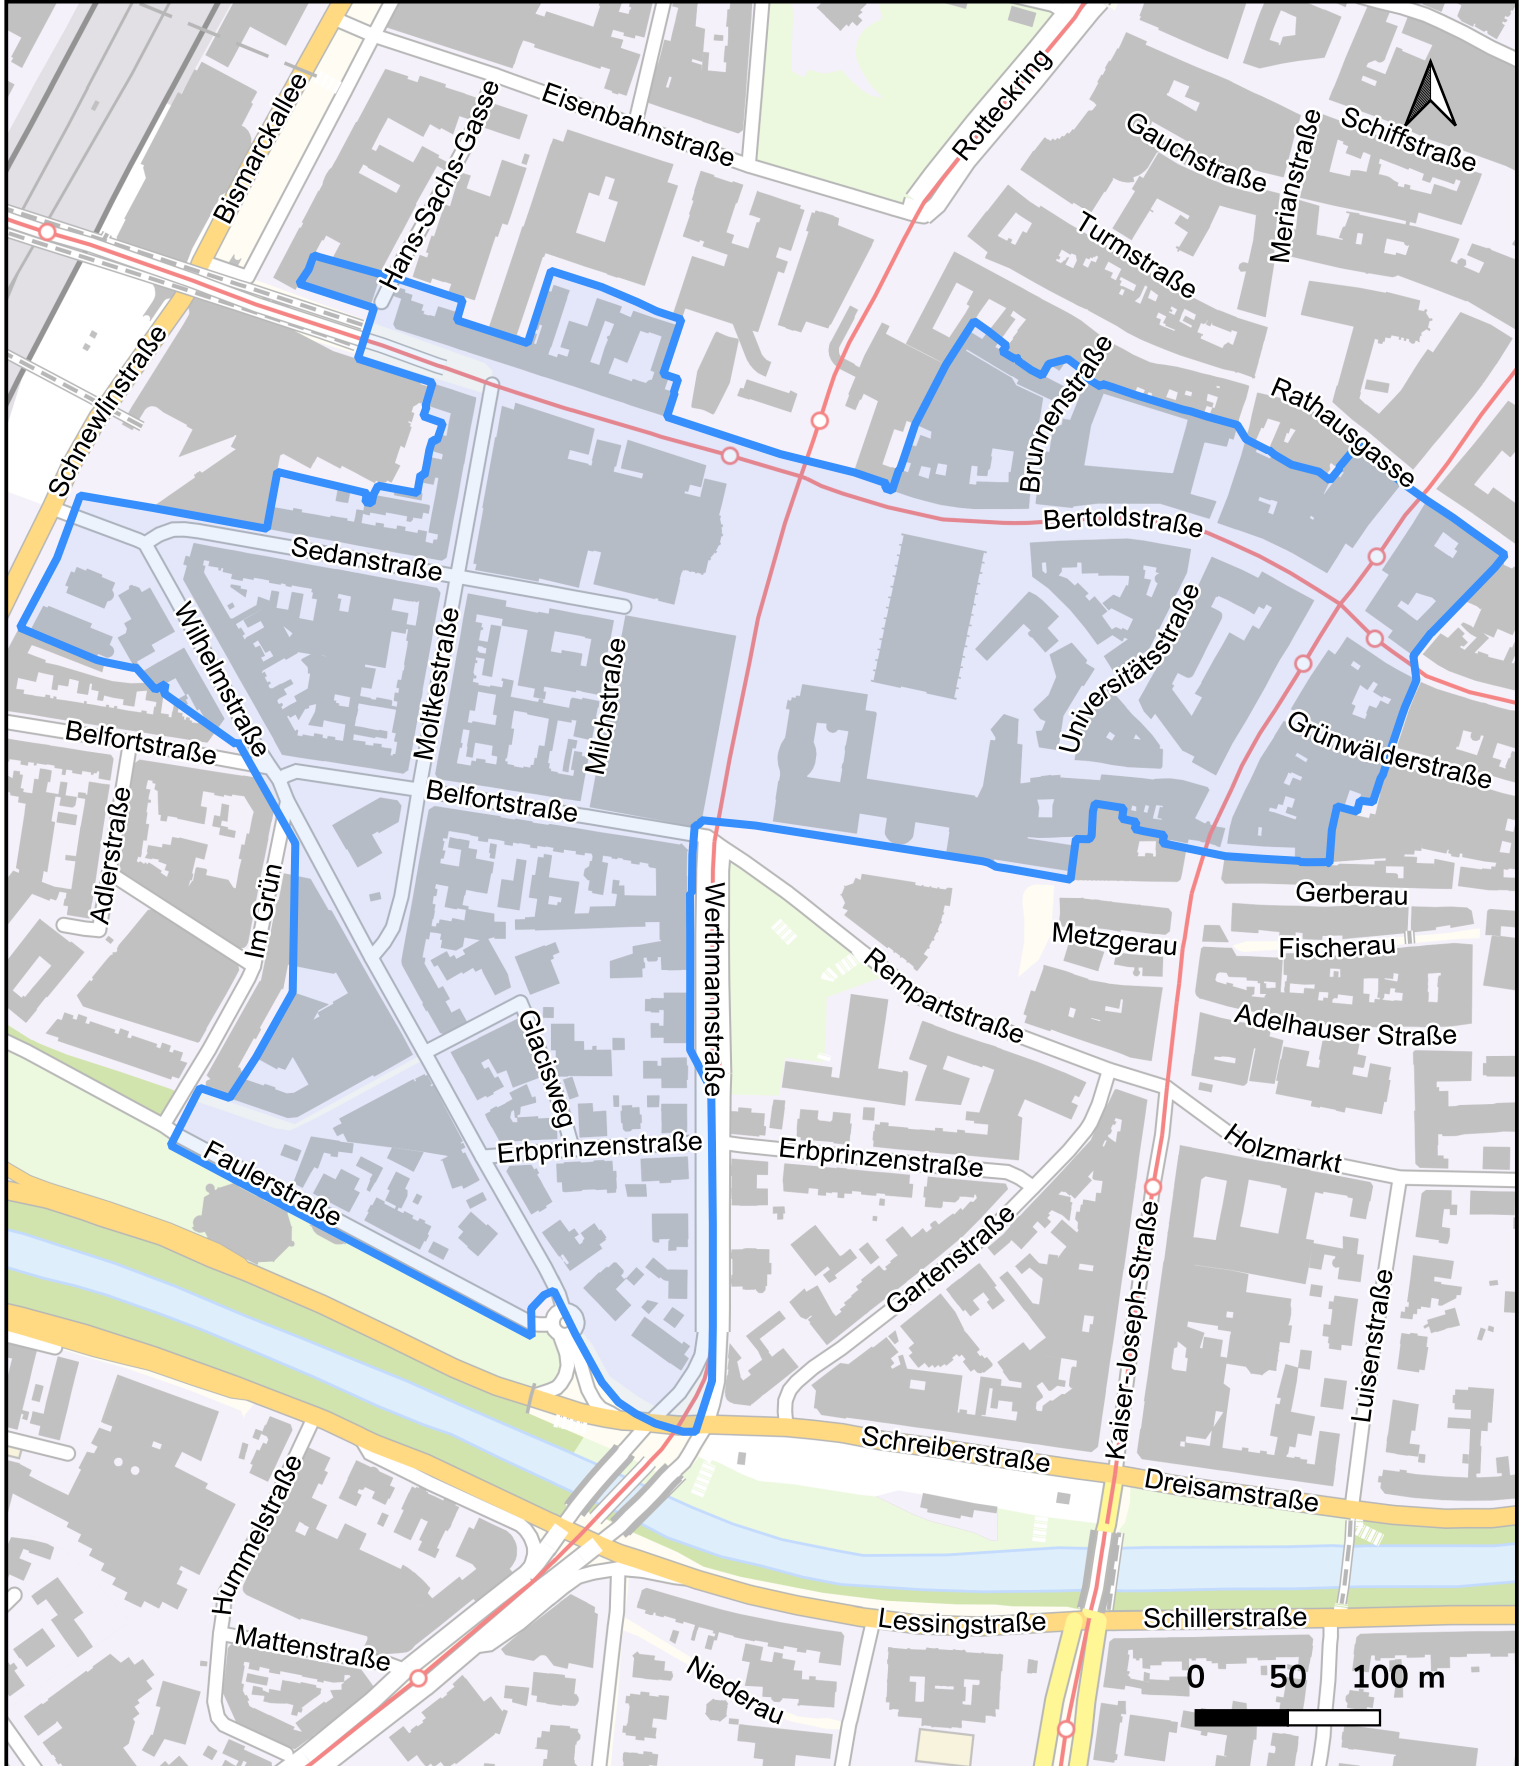 Bismarckallee
Hans-Sachs-Gasse
Eisenbahnstraße
Rotteckring
Gauchstraße
Merianstraße
Schiffstraße
Turmstraße
Schnewlinstraße
Brunnenstraße
Rathausgasse
Bertoldstraße
Sedanstraße
Wilhelmstraße
Moltkestraße
Milchstraße
Universitätsstraße
Grünwälderstraße
Belfortstraße
Belfortstraße
Adlerstraße
Im Grün
Werthmannstraße
Gerberau
Metzgerau
Fischerau
Rempartstraße
Adelhauser Straße
Glacisweg
Erbprinzenstraße
Erbprinzenstraße
Holzmarkt
Faulerstraße
Gartenstraße
Kaiser-Joseph-Straße
Luisenstraße
Schreiberstraße
Dreisamstraße
Hummelstraße
Mattenstraße
Lessingstraße
Schillerstraße
Niederau
0 50 100 m